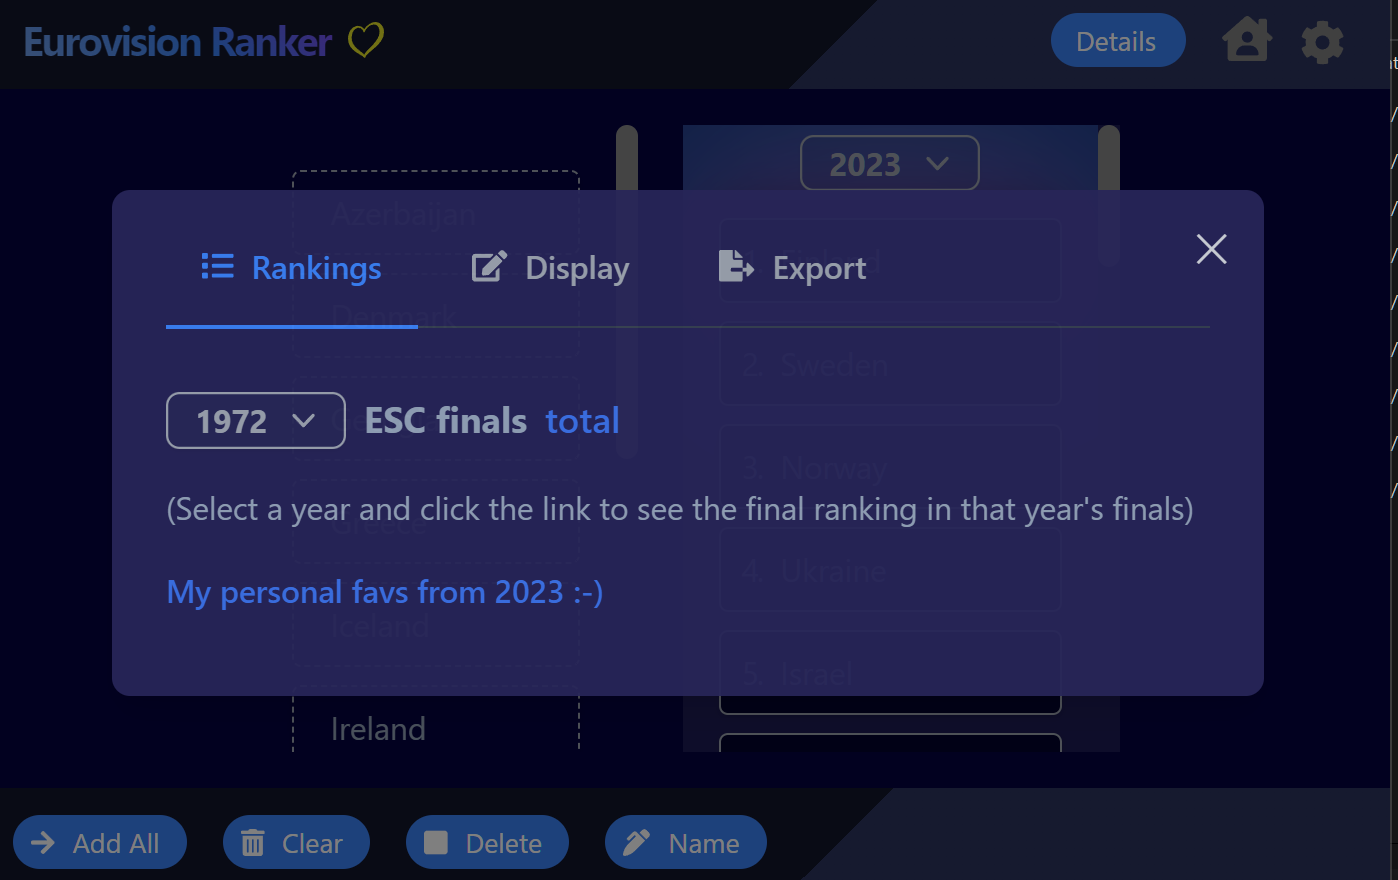 Eurovision Ranker
Details
2023
Azerbaijan
Rankings
Display
Export
Denmark
2. Sweden
1972
ESC finals total
3. Norway
(Select a year and click the link to see the final ranking in that year's finals)
Greece
4. Ukraine
My personal favs from 2023 :-)
Iceland
5. Israel
Ireland
Add All
Clear
Delete
Name